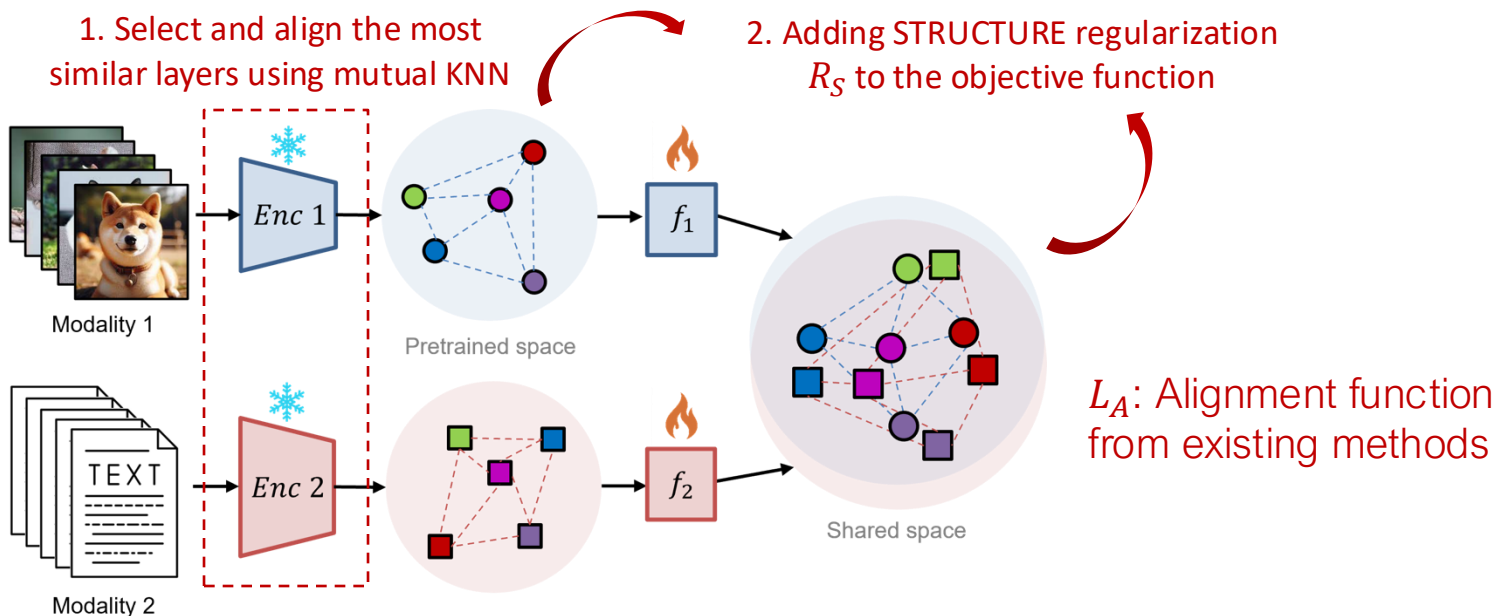 1. Select and align the most
similar layers using mutual KNN
2. Adding STRUCTURE regularization
R_S to the objective function
Enc 1
f_1
Modality 1
Pretrained space
L_A: Alignment function
from existing methods
TEXT
Enc 2
f_2
Shared space
Modality 2